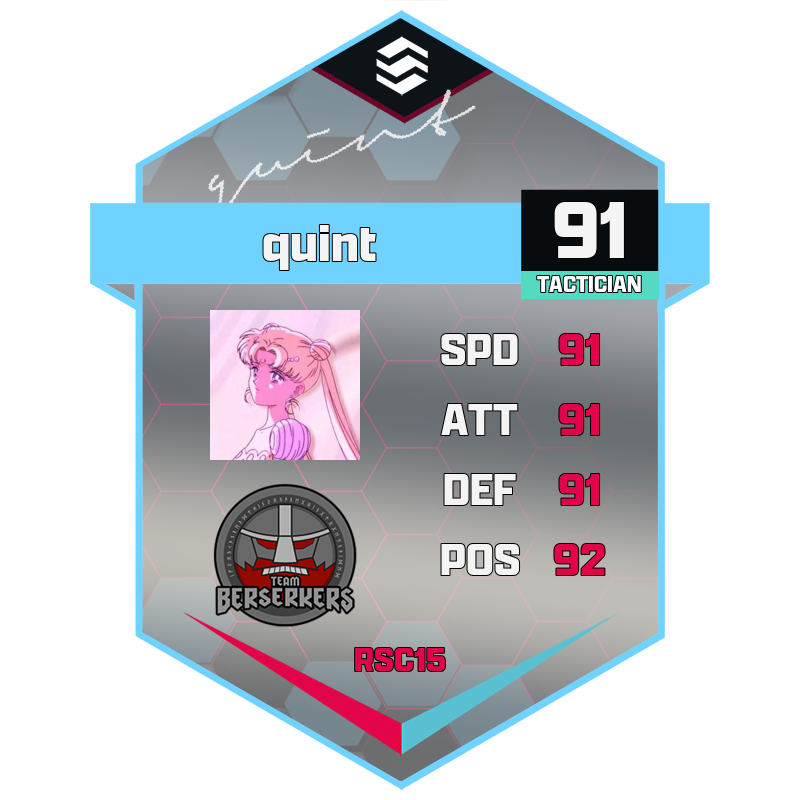 quint
quint
91
TACTICIAN
SPD 91
ATT 91
DEF 91
POS 92
TEAM
BERSERKERS
RSC15